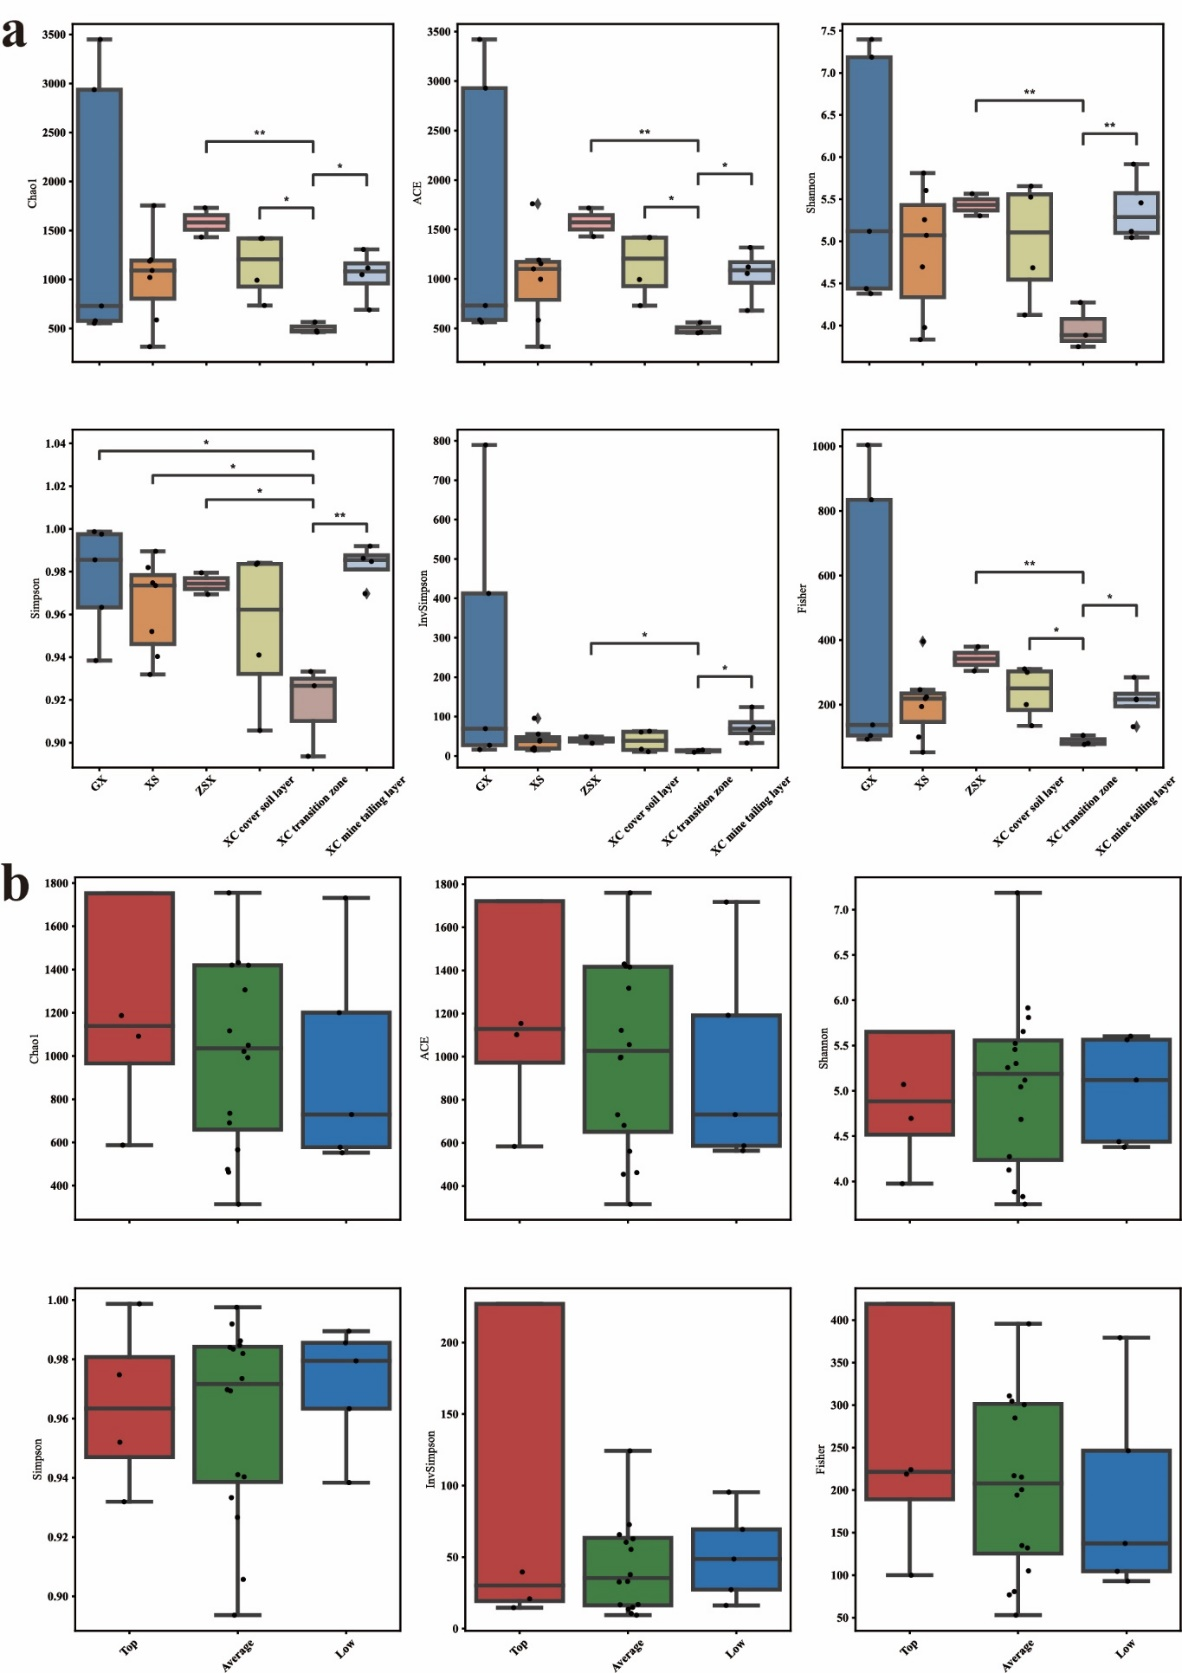 a
Chao1
3500
3000
2500
2000
1500
1000
500
**
*
*
ACE
3500
3000
2500
2000
1500
1000
500
**
*
*
Shannon
7.5
7.0
6.5
6.0
5.5
5.0
4.5
4.0
**
**
Simpson
1.04
1.02
1.00
0.98
0.96
0.94
0.92
0.90
*
*
*
**
GX
XS
ZSX
XC cover soil layer
XC transition zone
XC mine tailing layer
InvSimpson
800
700
600
500
400
300
200
100
0
*
*
GX
XS
ZSX
XC cover soil layer
XC transition zone
XC mine tailing layer
Fisher
1000
800
600
400
200
**
*
*
GX
XS
ZSX
XC cover soil layer
XC transition zone
XC mine tailing layer
b
Chao1
1800
1600
1400
1200
1000
800
600
400
ACE
1800
1600
1400
1200
1000
800
600
400
Shannon
7.0
6.5
6.0
5.5
5.0
4.5
4.0
Simpson
1.00
0.98
0.96
0.94
0.92
0.90
Top
Average
Low
InvSimpson
200
150
100
50
0
Top
Average
Low
Fisher
400
350
300
250
200
150
100
50
Top
Average
Low